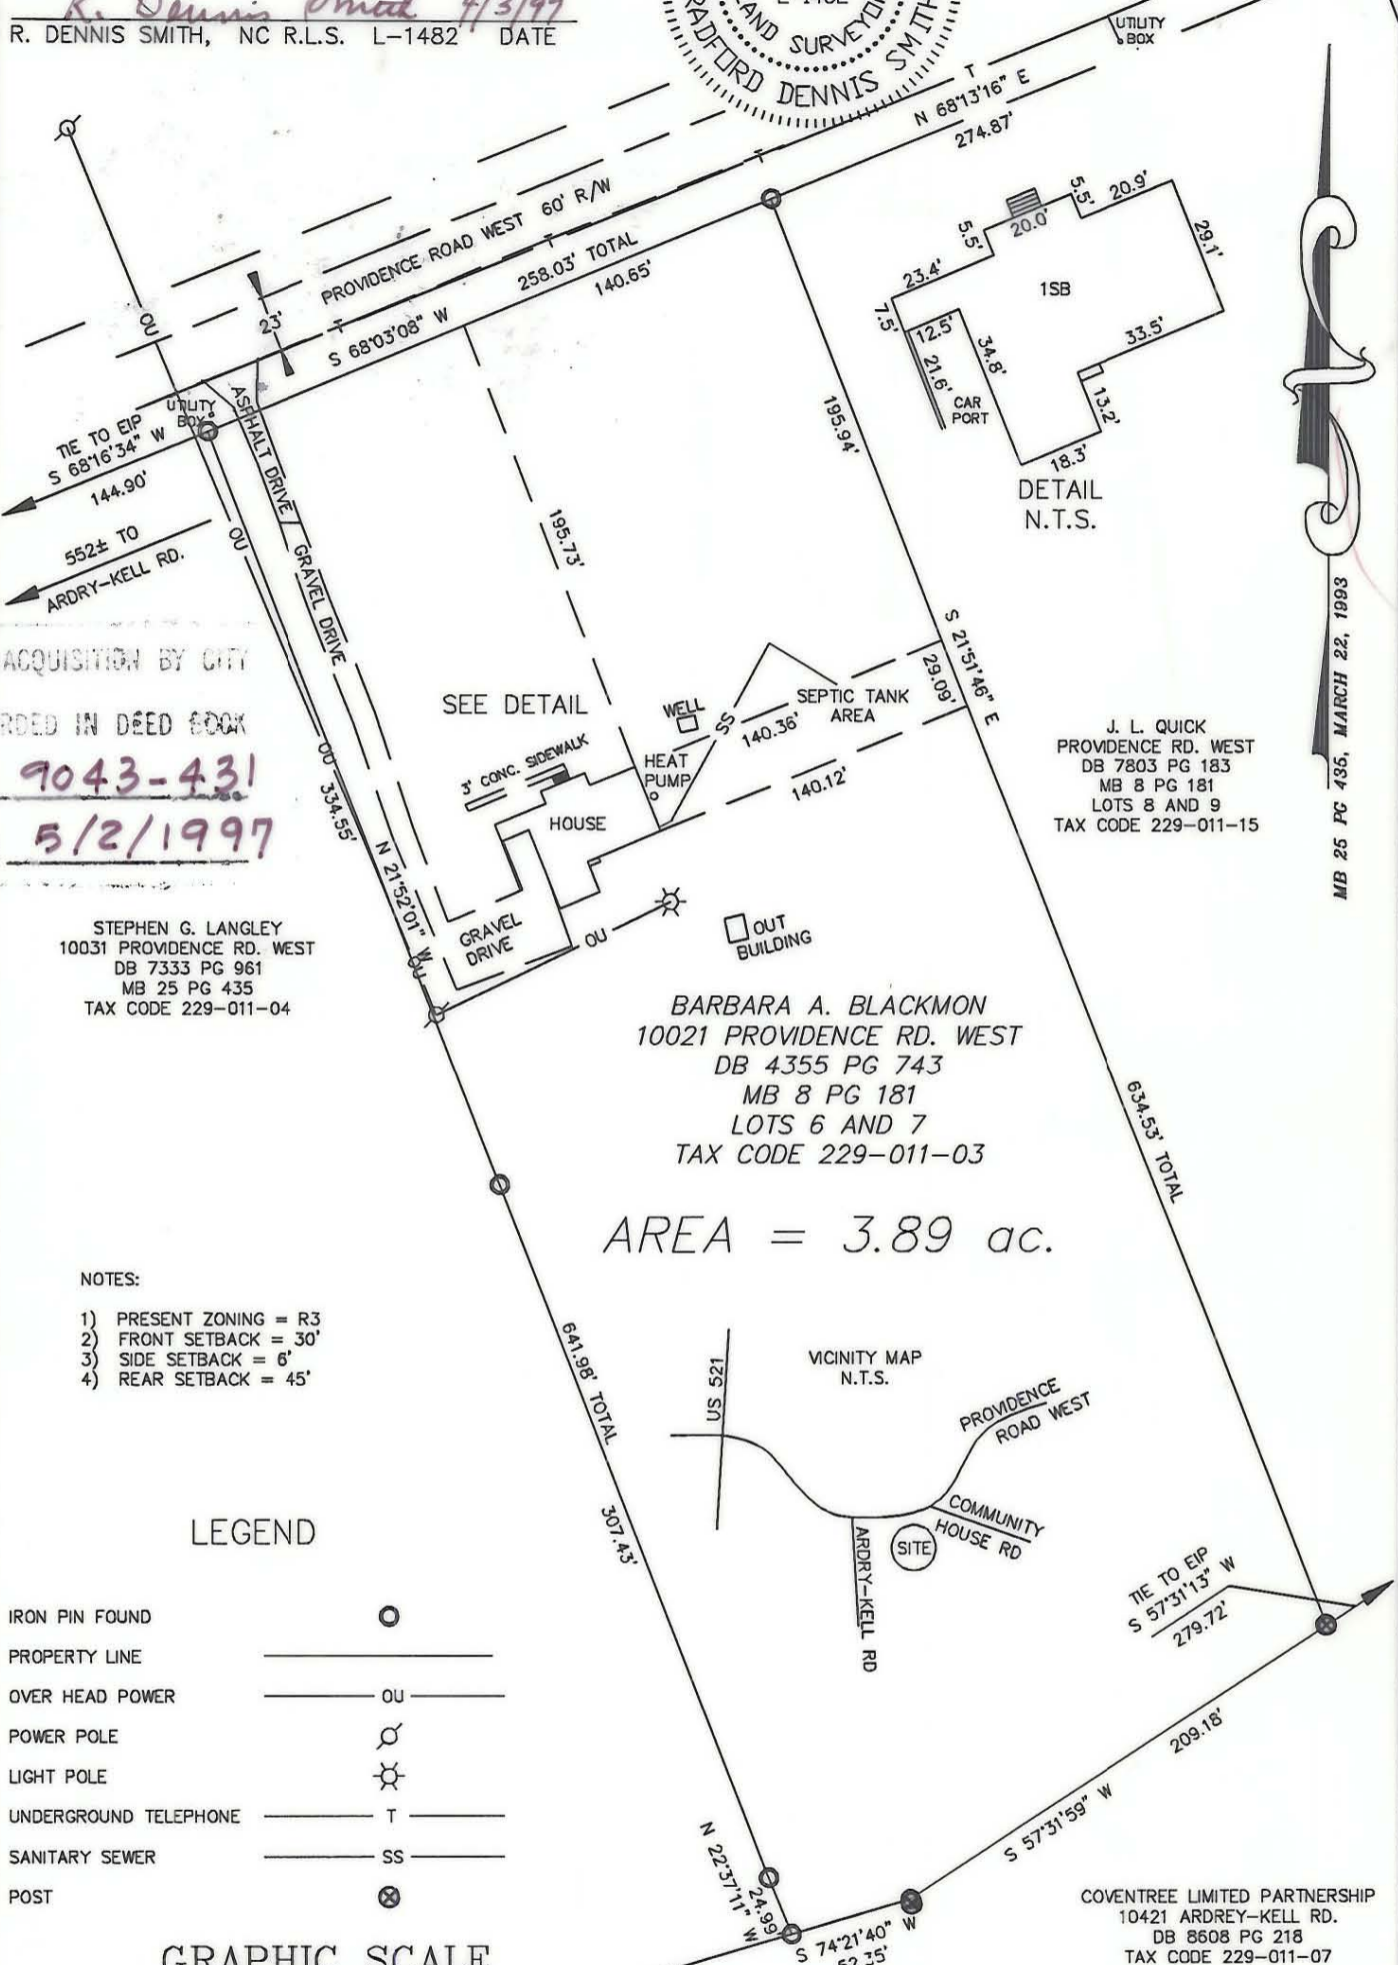 R. Dennis Smith 4/3/97
R. DENNIS SMITH, NC R.L.S. L-1482 DATE
LAND SURVEYOR
BRADFORD DENNIS SMITH
UTILITY
BOX
T
N 68°13'16" E
274.87'
T
PROVIDENCE ROAD WEST 60' R/W
T
258.03' TOTAL
140.65'
T
S 68°03'08" W
23'
OU
UTILITY
BOX
ASPHALT DRIVE
GRAVEL DRIVE
TIE TO EIP
S 68°16'34" W
144.90'
552± TO
ARDRY-KELL RD.
OU
5.5'
20.9'
20.0'
5.5'
29.1'
23.4'
1SB
7.5'
12.5'
33.5'
34.8'
21.6'
CAR
PORT
13.2'
18.3'
DETAIL
N.T.S.
195.94'
195.73'
MB 25 PG 435, MARCH 22, 1993
ACQUISITION BY CITY
RDED IN DEED BOOK
9043-431
5/2/1997
OU
334.55'
N 21°52'01" W
OU
SEE DETAIL
3' CONC. SIDEWALK
WELL
SS
SEPTIC TANK
AREA
140.36'
29.09'
S 21°51'46" E
HEAT
PUMP
140.12'
HOUSE
J. L. QUICK
PROVIDENCE RD. WEST
DB 7803 PG 183
MB 8 PG 181
LOTS 8 AND 9
TAX CODE 229-011-15
STEPHEN G. LANGLEY
10031 PROVIDENCE RD. WEST
DB 7333 PG 961
MB 25 PG 435
TAX CODE 229-011-04
GRAVEL
DRIVE
OU
OUT
BUILDING
BARBARA A. BLACKMON
10021 PROVIDENCE RD. WEST
DB 4355 PG 743
MB 8 PG 181
LOTS 6 AND 7
TAX CODE 229-011-03
634.53' TOTAL
AREA = 3.89 ac.
NOTES:
1) PRESENT ZONING = R3
2) FRONT SETBACK = 30'
3) SIDE SETBACK = 6'
4) REAR SETBACK = 45'
641.98' TOTAL
307.43'
VICINITY MAP
N.T.S.
US 521
PROVIDENCE
ROAD WEST
COMMUNITY
HOUSE RD
SITE
ARDRY-KELL RD
TIE TO EIP
S 57°31'13" W
279.72'
LEGEND
IRON PIN FOUND
PROPERTY LINE
OVER HEAD POWER OU
POWER POLE
LIGHT POLE
UNDERGROUND TELEPHONE T
SANITARY SEWER SS
POST
209.18'
S 57°31'59" W
N 22°37'11" W
24.99
S 74°21'40" W
52.35'
COVENTREE LIMITED PARTNERSHIP
10421 ARDREY-KELL RD.
DB 8608 PG 218
TAX CODE 229-011-07
GRAPHIC SCALE